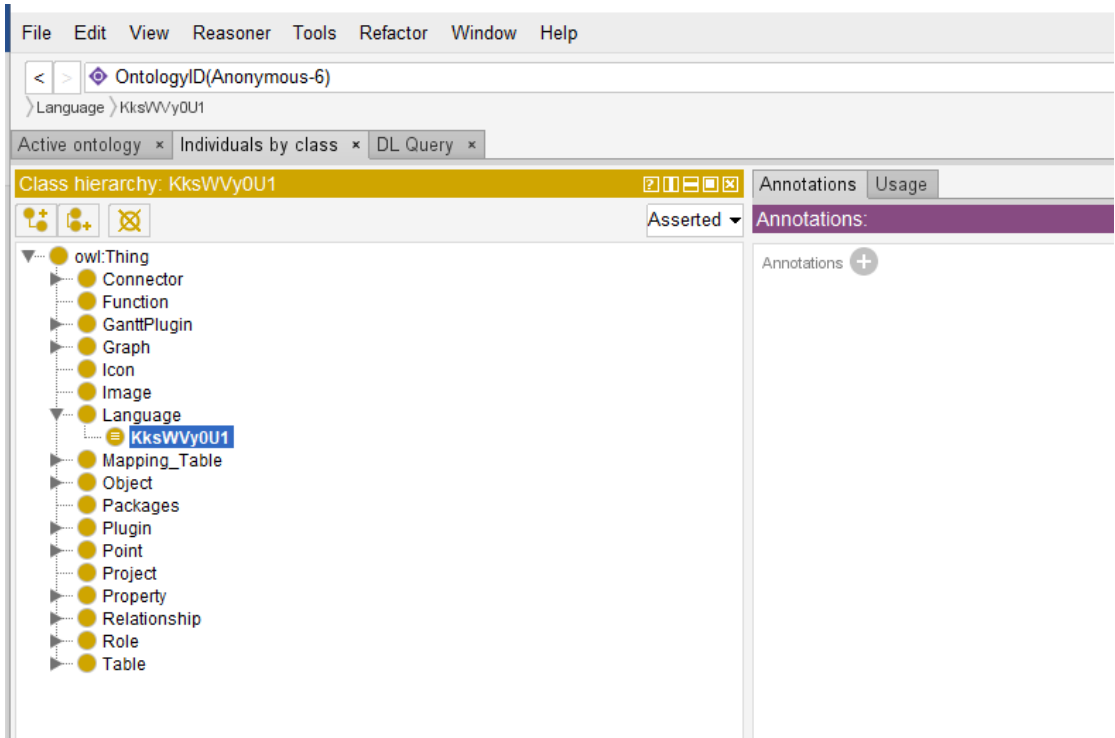 File Edit View Reasoner Tools Refactor Window Help
< > OntologyID(Anonymous-6)
Language KksWVy0U1
Active ontology × Individuals by class × DL Query ×
Class hierarchy: KksWVy0U1
Asserted
owl:Thing
Connector
Function
GanttPlugin
Graph
Icon
Image
Language
KksWVy0U1
Mapping_Table
Object
Packages
Plugin
Point
Project
Property
Relationship
Role
Table
Annotations Usage
Annotations:
Annotations